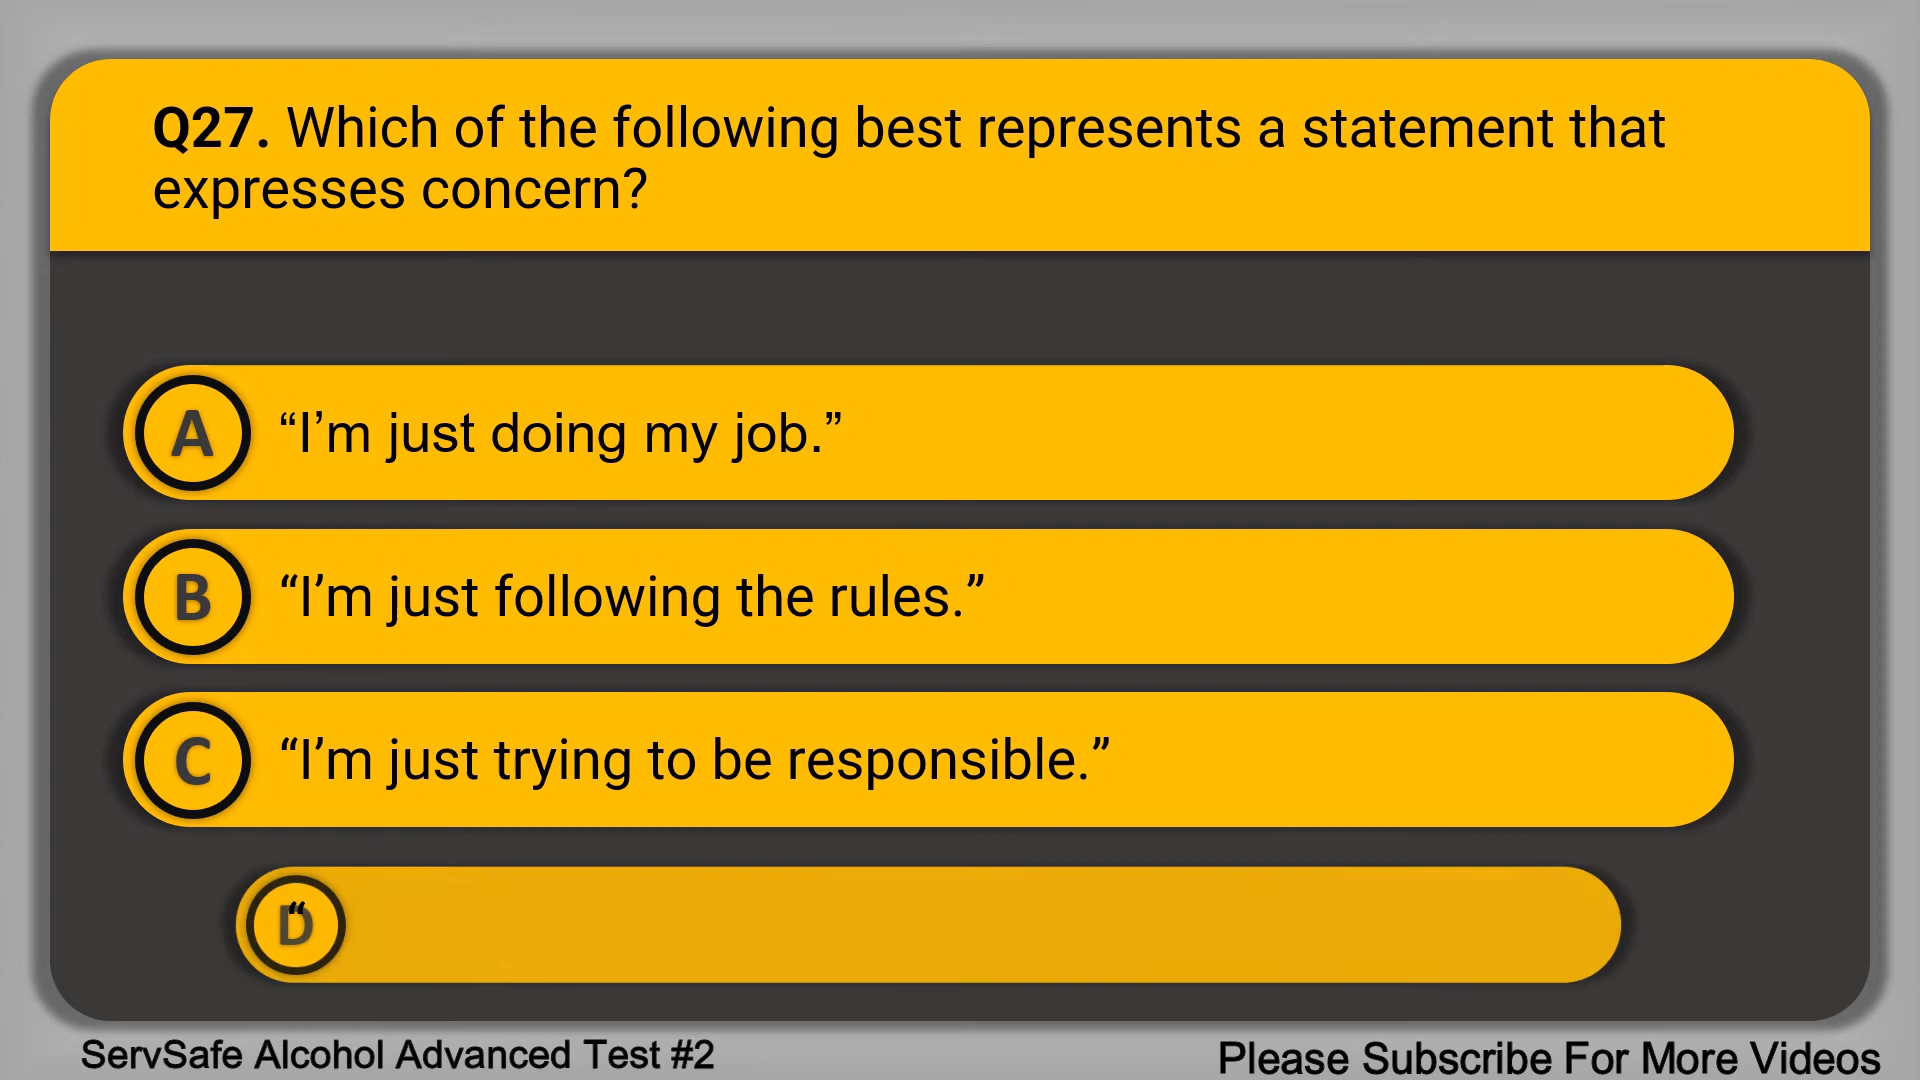 Q27. Which of the following best represents a statement that
expresses concern?
A “I’m just doing my job.”
B “I’m just following the rules.”
C “I’m just trying to be responsible.”
D “
ServSafe Alcohol Advanced Test #2
Please Subscribe For More Videos